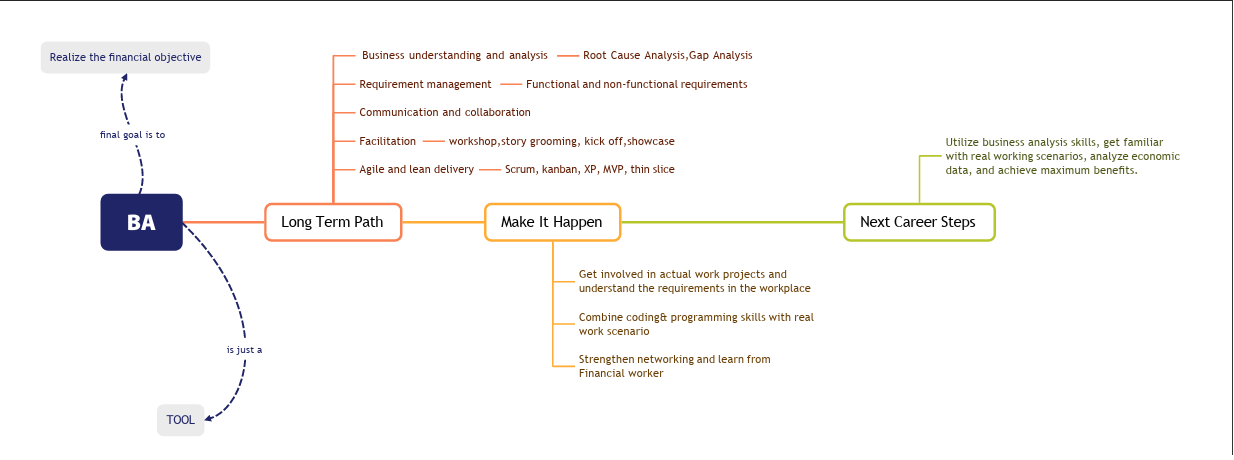 Realize the financial objective
final goal is to
BA
is just a
TOOL
Long Term Path
Business understanding and analysis
Root Cause Analysis,Gap Analysis
Requirement management
Functional and non-functional requirements
Communication and collaboration
Facilitation
workshop,story grooming, kick off,showcase
Agile and lean delivery
Scrum, kanban, XP, MVP, thin slice
Make It Happen
Get involved in actual work projects and
understand the requirements in the workplace
Combine coding& programming skills with real
work scenario
Strengthen networking and learn from
Financial worker
Next Career Steps
Utilize business analysis skills, get familiar
with real working scenarios, analyze economic
data, and achieve maximum benefits.